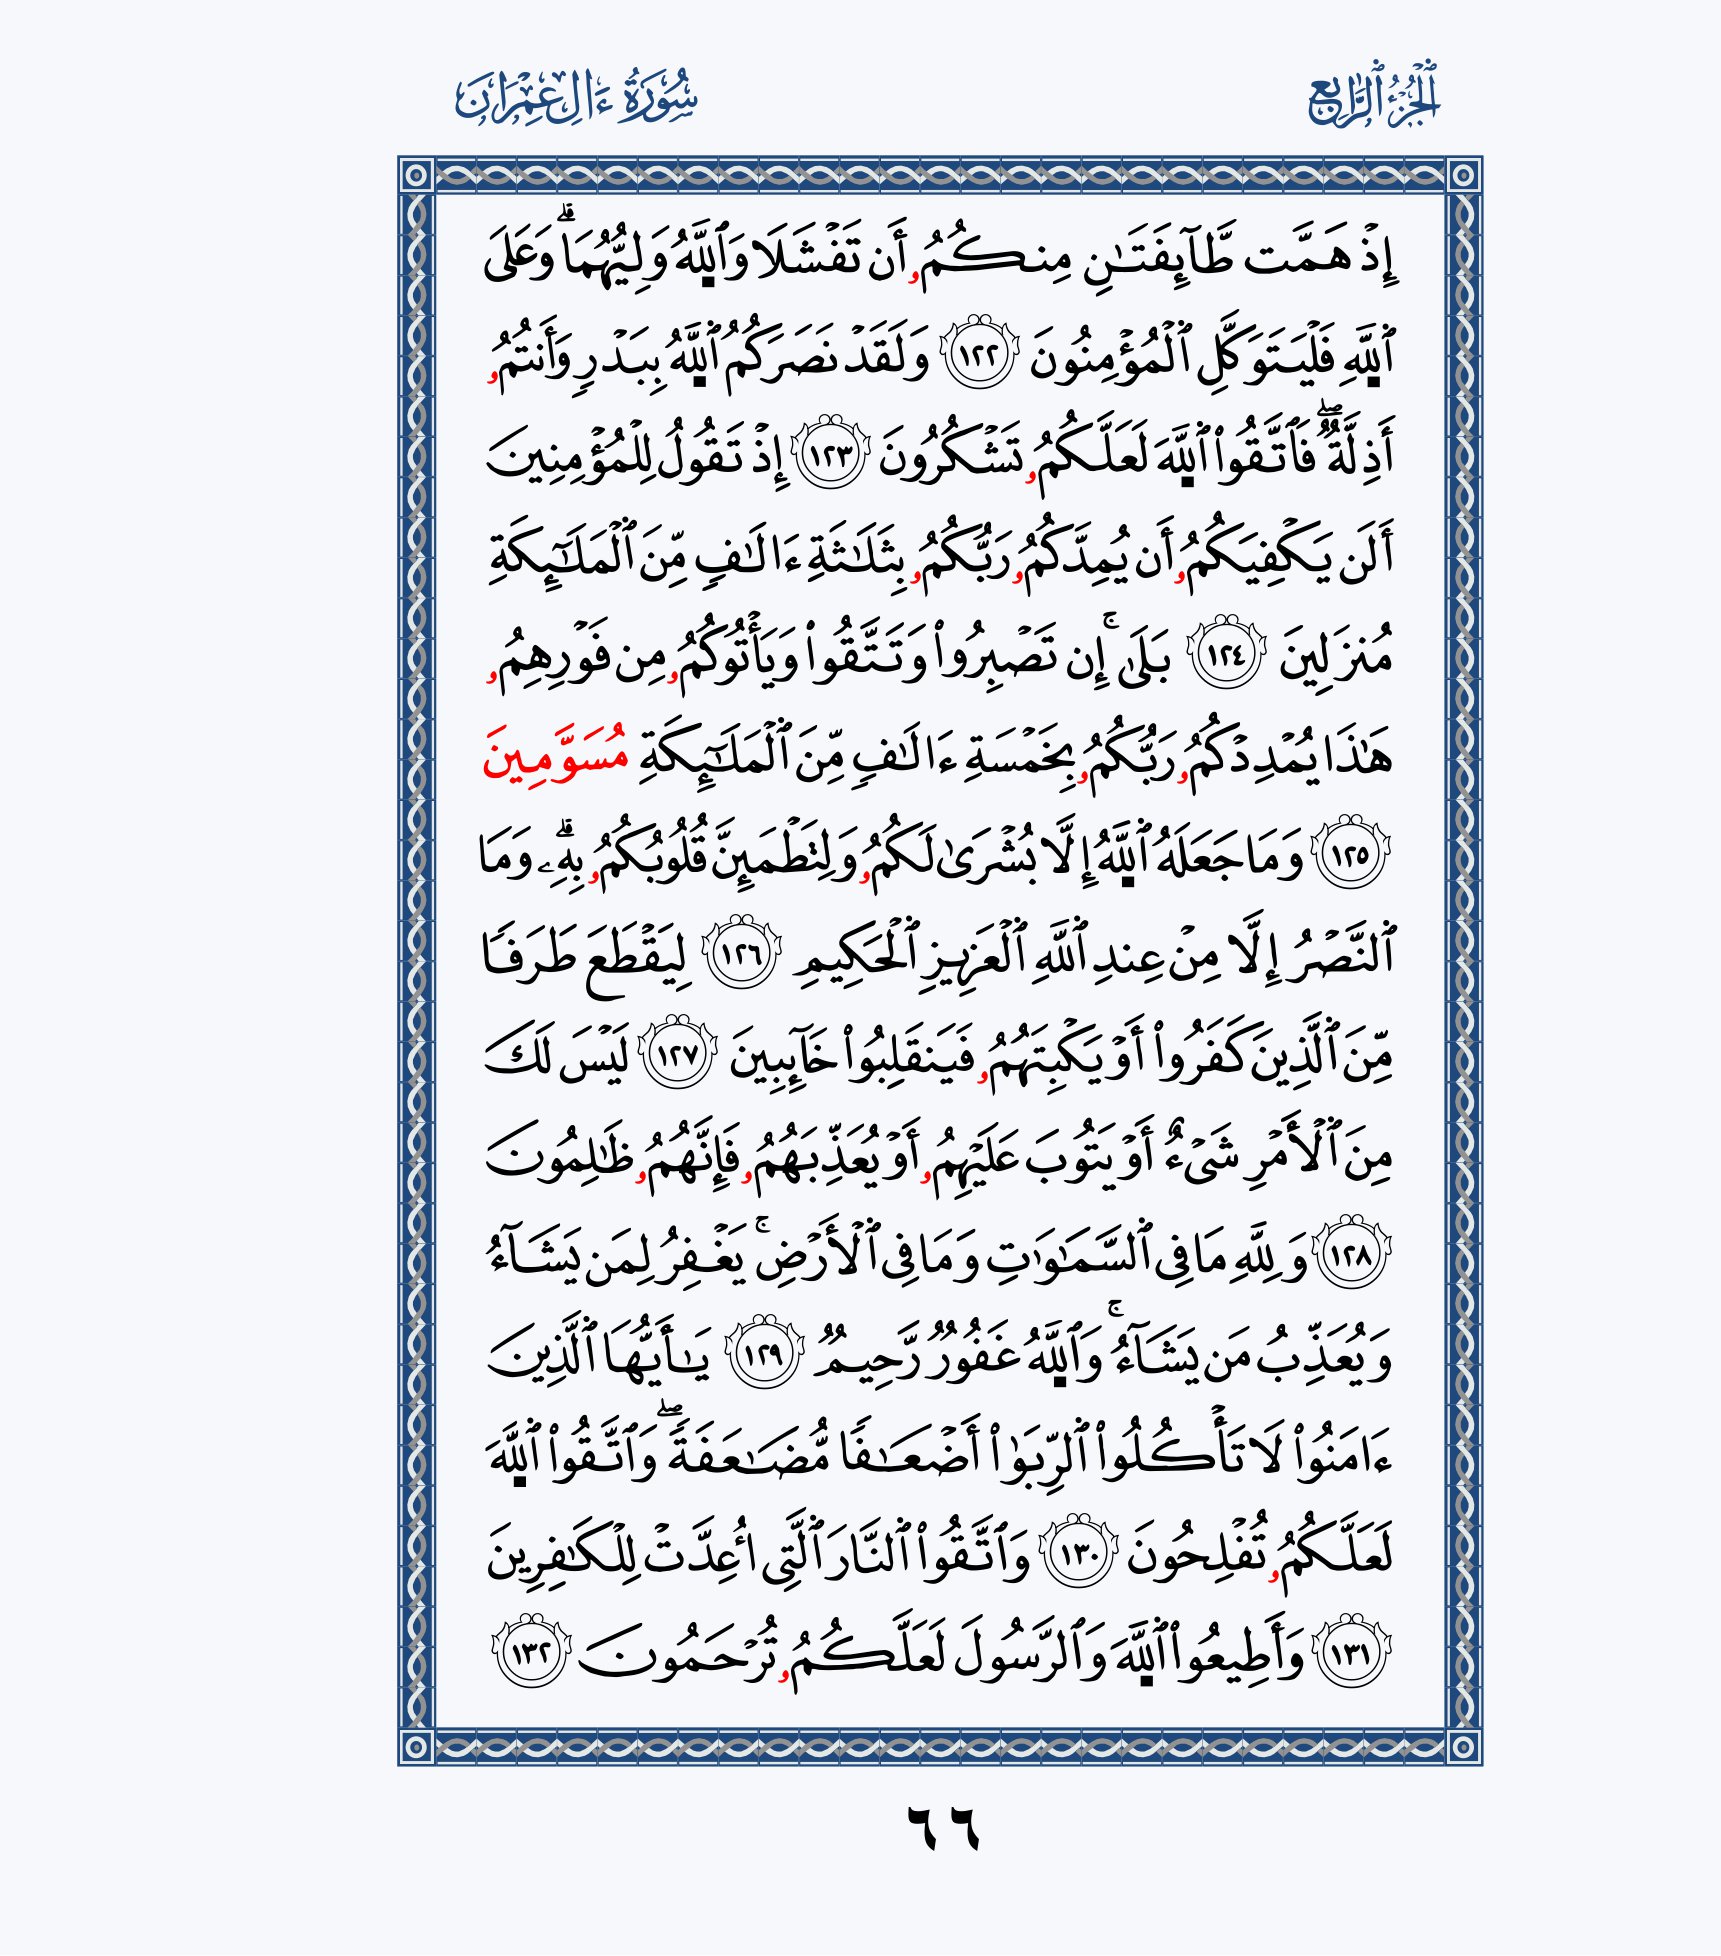 ٱلْجُزْءُ ٱلرَّابِع
سُورَةُ ءَالِ عِمْرَان
إِذْ هَمَّت طَّآئِفَتَـٰنِ مِنكُمُۥ أَن تَفْشَلَا وَٱللَّهُ وَلِيُّهُمَا ۗ وَعَلَى
ٱللَّهِ فَلْيَتَوَكَّلِ ٱلْمُؤْمِنُونَ ١٢٢ وَلَقَدْ نَصَرَكُمُ ٱللَّهُ بِبَدْرٍ وَأَنتُمُۥ
أَذِلَّةٌ ۖ فَٱتَّقُوا۟ ٱللَّهَ لَعَلَّكُمُۥ تَشْكُرُونَ ١٢٣ إِذْ تَقُولُ لِلْمُؤْمِنِينَ
أَلَن يَكْفِيَكُمُۥ أَن يُمِدَّكُمُۥ رَبُّكُمُۥ بِثَلَـٰثَةِ ءَالَـٰفٍ مِّنَ ٱلْمَلَـٰٓئِكَةِ
مُنزَلِينَ ١٢٤ بَلَىٰ ۚ إِن تَصْبِرُوا۟ وَتَتَّقُوا۟ وَيَأْتُوكُمُۥ مِن فَوْرِهِمُۥ
هَـٰذَا يُمْدِدْكُمُۥ رَبُّكُمُۥ بِخَمْسَةِ ءَالَـٰفٍ مِّنَ ٱلْمَلَـٰٓئِكَةِ مُسَوَّمِينَ
١٢٥ وَمَا جَعَلَهُ ٱللَّهُ إِلَّا بُشْرَىٰ لَكُمُۥ وَلِتَطْمَئِنَّ قُلُوبُكُمُۥ بِهِۦ ۗ وَمَا
ٱلنَّصْرُ إِلَّا مِنْ عِندِ ٱللَّهِ ٱلْعَزِيزِ ٱلْحَكِيمِ ١٢٦ لِيَقْطَعَ طَرَفًا
مِّنَ ٱلَّذِينَ كَفَرُوا۟ أَوْ يَكْبِتَهُمُۥ فَيَنقَلِبُوا۟ خَآئِبِينَ ١٢٧ لَيْسَ لَكَ
مِنَ ٱلْأَمْرِ شَىْءٌ أَوْ يَتُوبَ عَلَيْهِمُۥ أَوْ يُعَذِّبَهُمُۥ فَإِنَّهُمُۥ ظَـٰلِمُونَ
١٢٨ وَلِلَّهِ مَا فِى ٱلسَّمَـٰوَٰتِ وَمَا فِى ٱلْأَرْضِ ۚ يَغْفِرُ لِمَن يَشَآءُ
وَيُعَذِّبُ مَن يَشَآءُ ۚ وَٱللَّهُ غَفُورٌ رَّحِيمٌ ١٢٩ يَـٰٓأَيُّهَا ٱلَّذِينَ
ءَامَنُوا۟ لَا تَأْكُلُوا۟ ٱلرِّبَوٰا۟ أَضْعَـٰفًا مُّضَـٰعَفَةً ۖ وَٱتَّقُوا۟ ٱللَّهَ
لَعَلَّكُمُۥ تُفْلِحُونَ ١٣٠ وَٱتَّقُوا۟ ٱلنَّارَ ٱلَّتِى أُعِدَّتْ لِلْكَـٰفِرِينَ
١٣١ وَأَطِيعُوا۟ ٱللَّهَ وَٱلرَّسُولَ لَعَلَّكُمُۥ تُرْحَمُونَ ١٣٢
٦٦